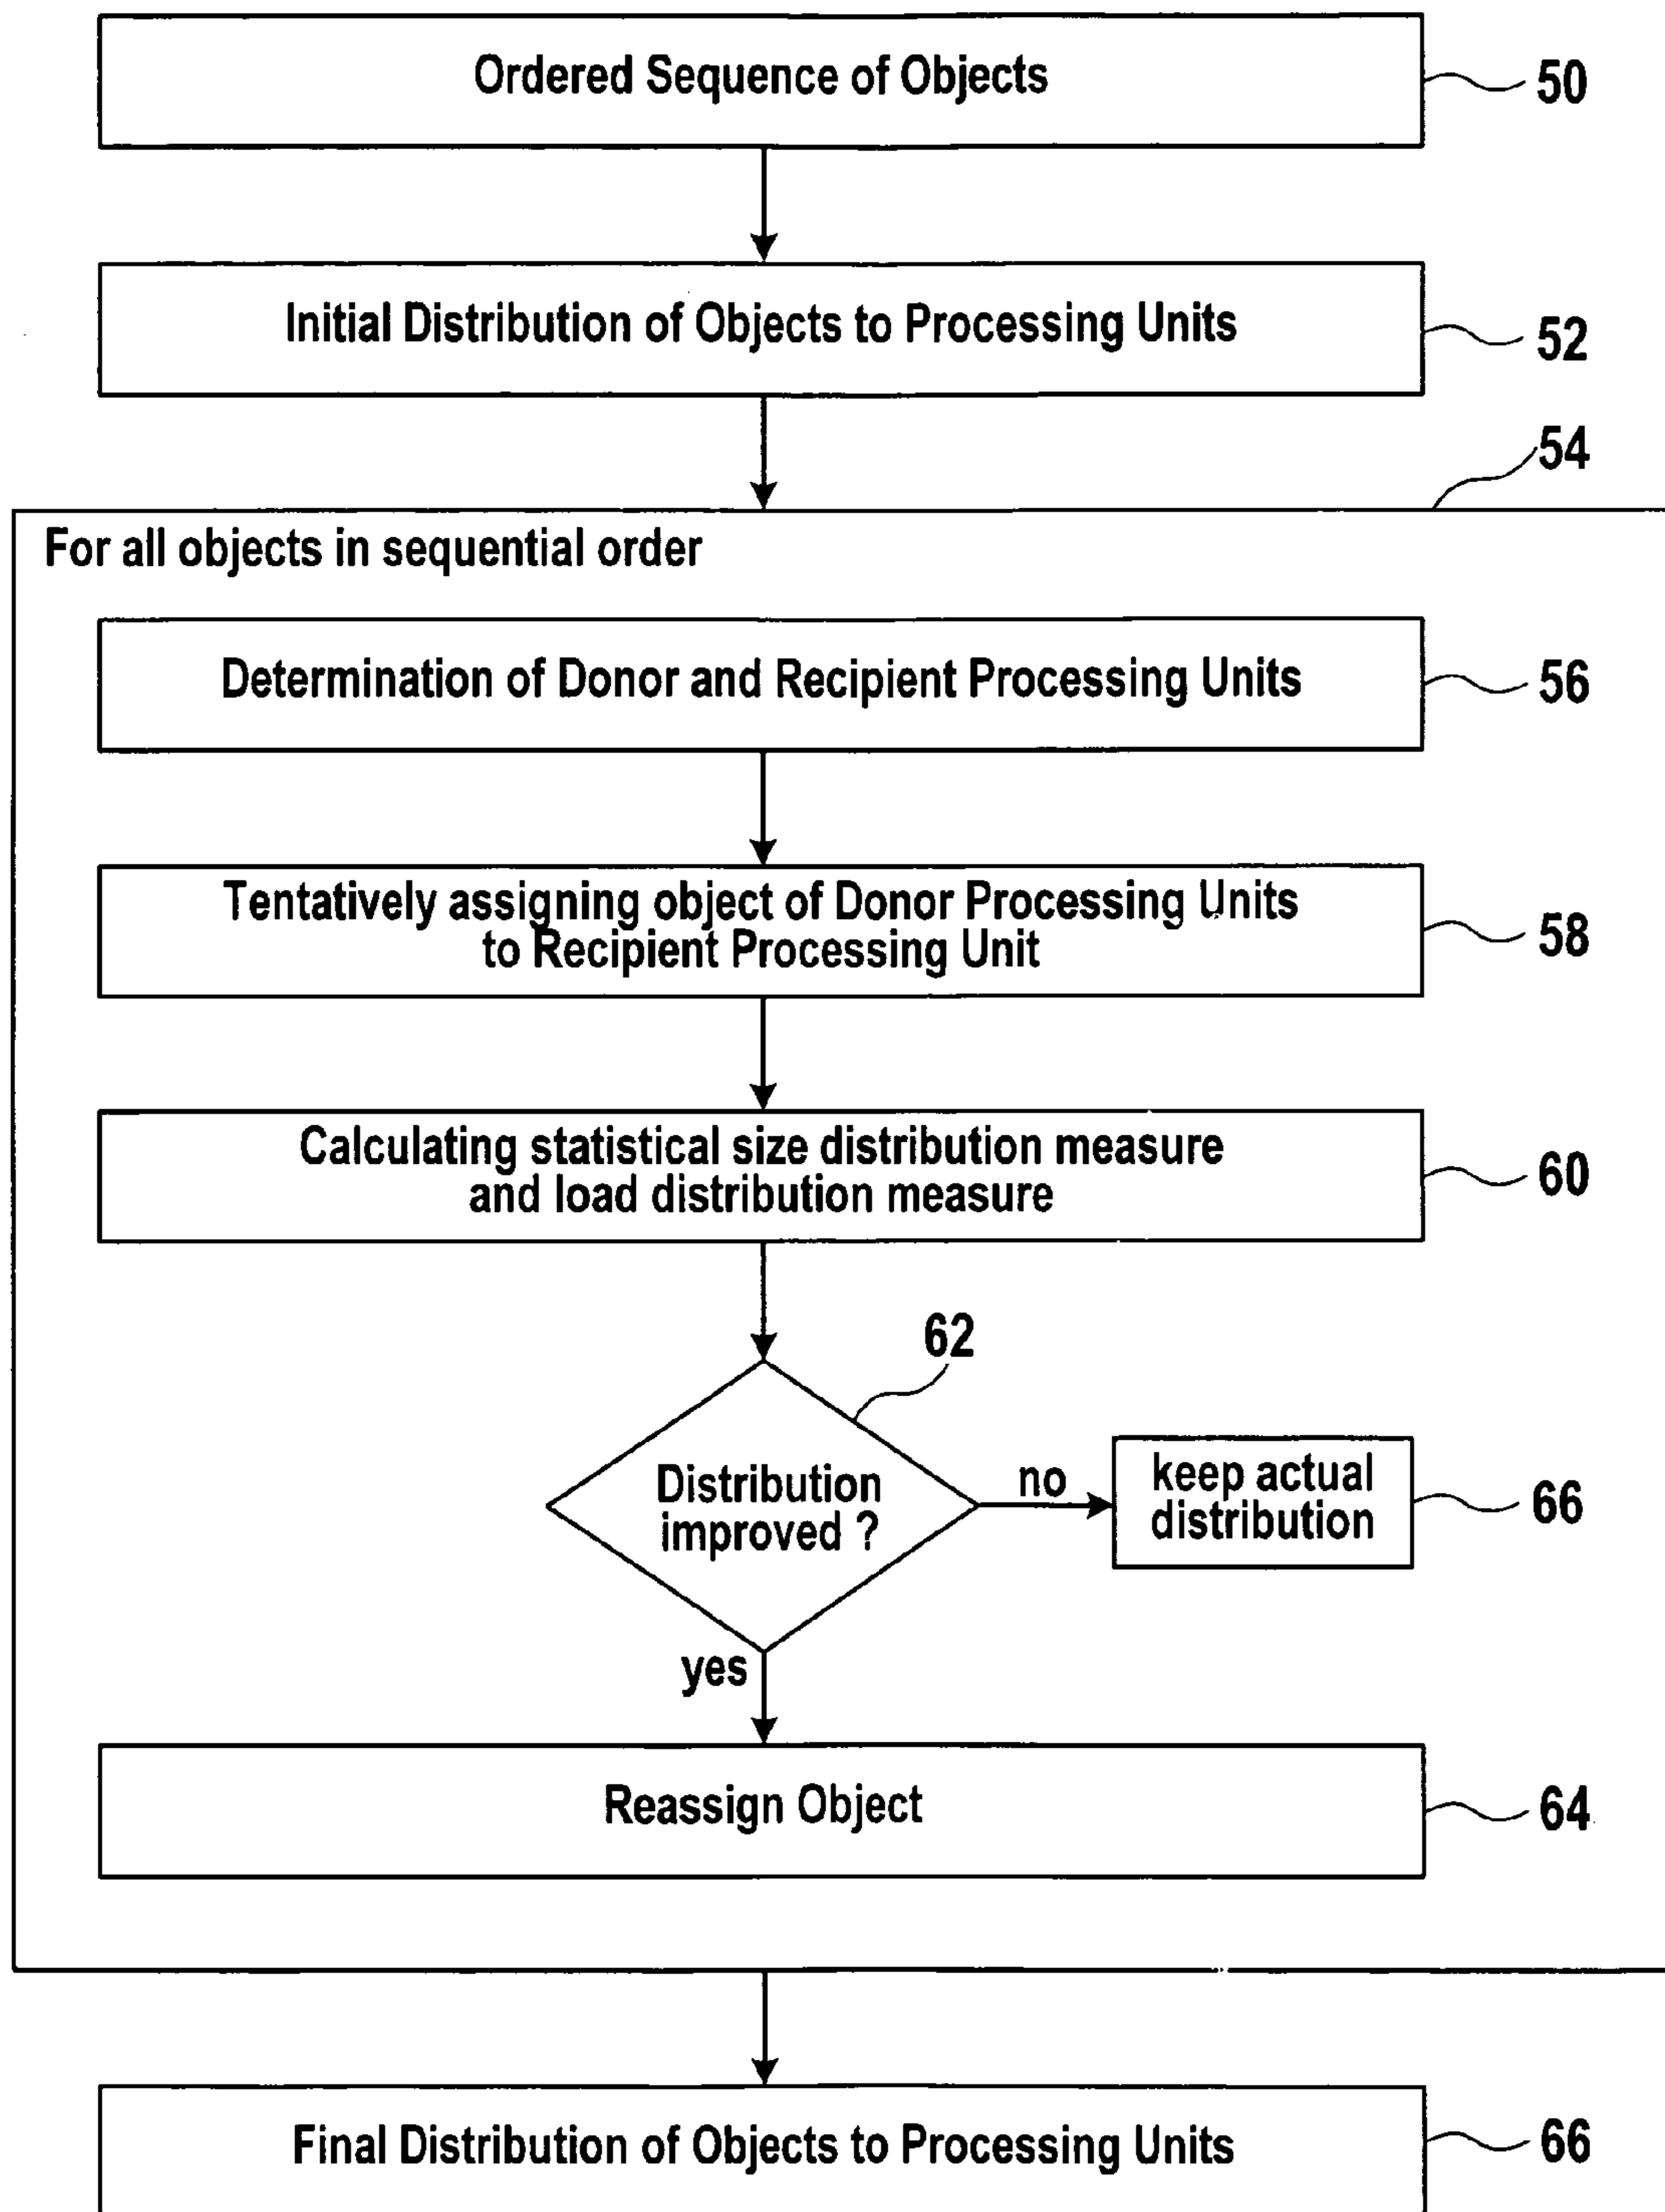 Ordered Sequence of Objects
50
Initial Distribution of Objects to Processing Units
52
54
For all objects in sequential order
Determination of Donor and Recipient Processing Units
56
Tentatively assigning object of Donor Processing Units
to Recipient Processing Unit
58
Calculating statistical size distribution measure
and load distribution measure
60
62
Distribution
improved ?
no
keep actual
distribution
66
yes
Reassign Object
64
Final Distribution of Objects to Processing Units
66